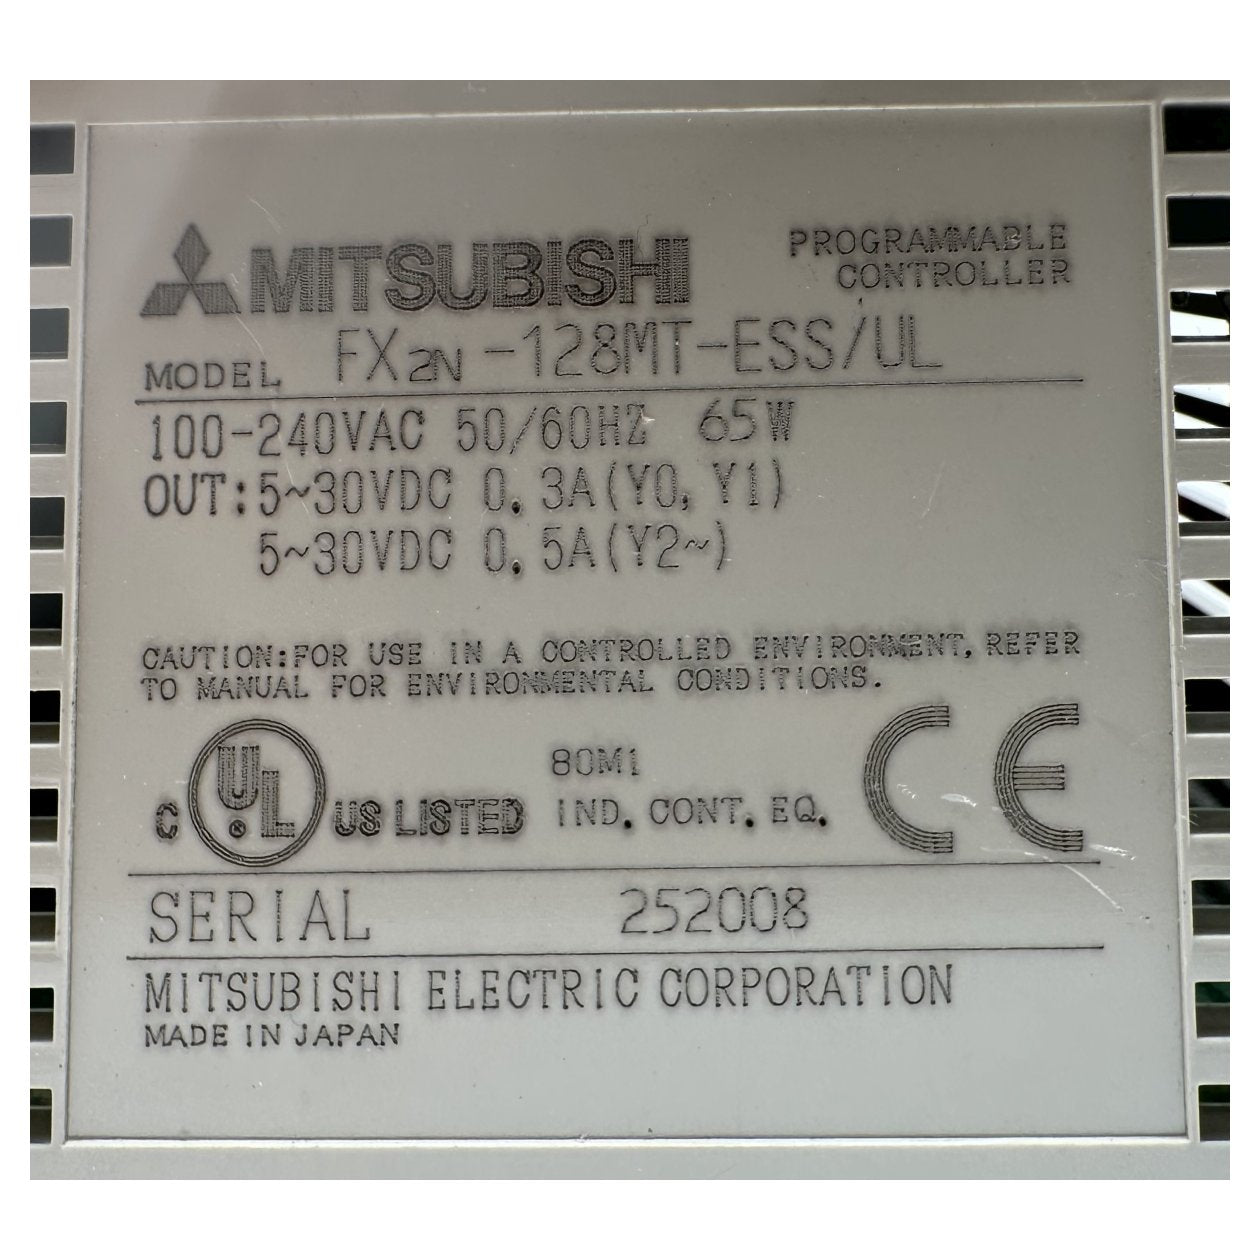 MITSUBISHI PROGRAMMABLE
CONTROLLER
MODEL FX2N-128MT-ESS/UL
100-240VAC 50/60HZ 65W
OUT:5~30VDC 0.3A(Y0,Y1)
5~30VDC 0.5A(Y2~)
CAUTION:FOR USE IN A CONTROLLED ENVIRONMENT, REFER
TO MANUAL FOR ENVIRONMENTAL CONDITIONS.
C UL ® US LISTED 80M1 IND. CONT. EQ. CE
SERIAL 252008
MITSUBISHI ELECTRIC CORPORATION
MADE IN JAPAN